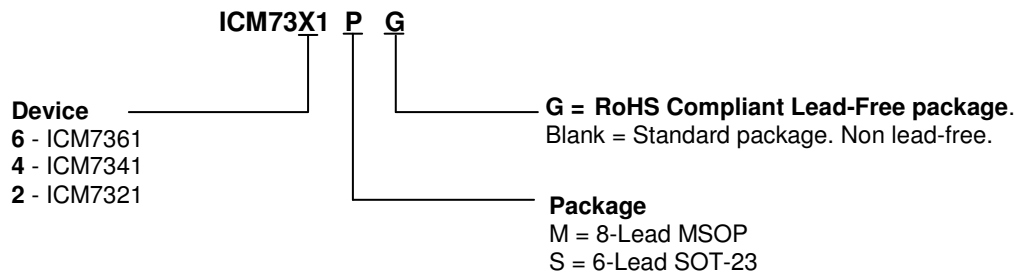 ICM73X1 P G
Device
6 - ICM7361
4 - ICM7341
2 - ICM7321
G = RoHS Compliant Lead-Free package.
Blank = Standard package. Non lead-free.
Package
M = 8-Lead MSOP
S = 6-Lead SOT-23